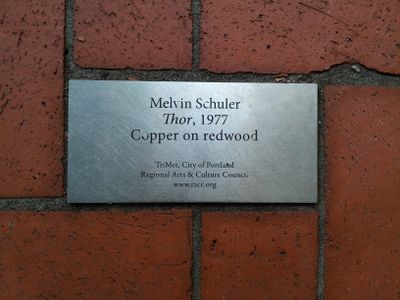 Melvin Schuler
Thor, 1977
Copper on redwood
TriMet, City of Portland
Regional Arts & Culture Council
www.racc.org